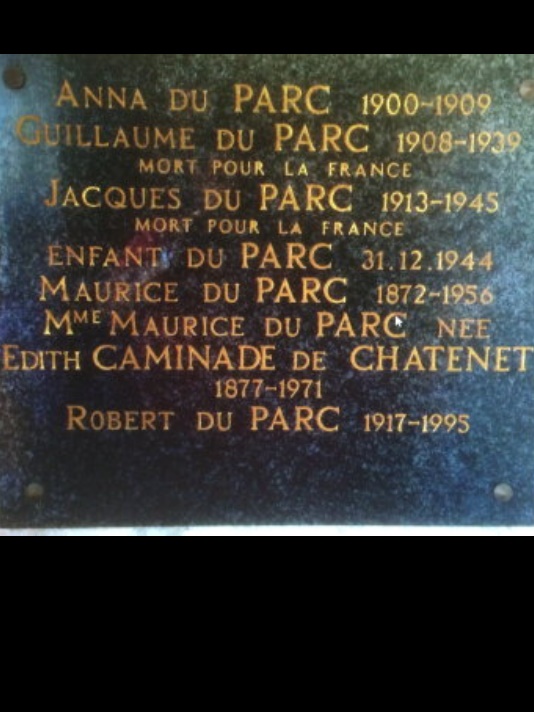 ANNA DU PARC 1900-1909
GUILLAUME DU PARC 1908-1939
MORT POUR LA FRANCE
JACQUES DU PARC 1913-1945
MORT POUR LA FRANCE
ENFANT DU PARC 31.12.1944
MAURICE DU PARC 1872-1956
MME MAURICE DU PARC NEE
EDITH CAMINADE DE CHATENET
1877-1971
ROBERT DU PARC 1917-1995